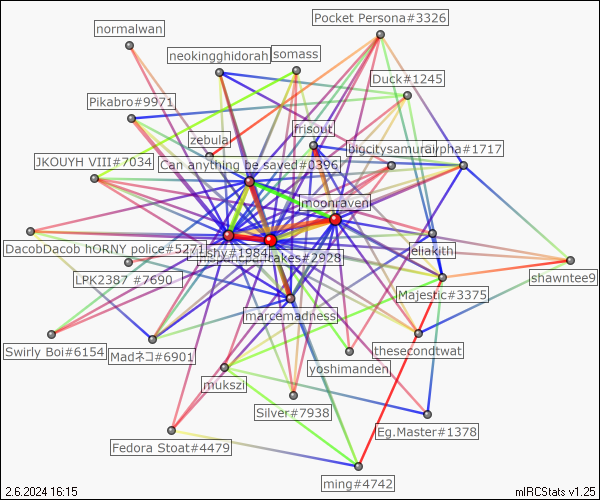 Pocket Persona#3326
normalwan
neokingghidorah
somass
Duck#1245
Pikabro#9971
frisout
zebula
bigcitysamurai
rpha#1717
JKOUYH VIII#7034
Can anything be saved#0396
moonraven
DacobDacob hORNY police#5271
shy#1984
cakes#2928
eliakith
LPK2387 #7690
shawntee9
Majestic#3375
marcemadness
Swirly Boi#6154
Madネコ#6901
thesecondtwat
yoshimanden
mukszi
Silver#7938
Eg.Master#1378
Fedora Stoat#4479
ming#4742
2.6.2024 16:15
mIRCStats v1.25